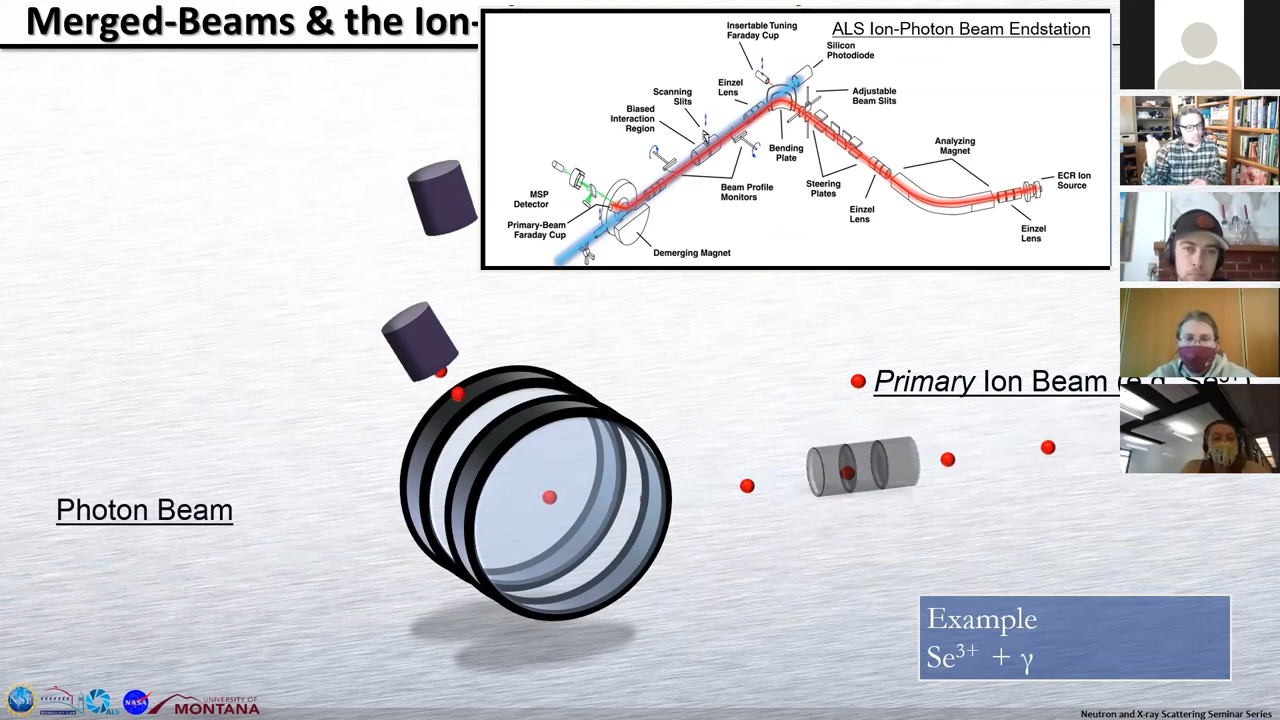 Merged-Beams & the Ion-
ALS Ion-Photon Beam Endstation
Insertable Tuning
Faraday Cup
Silicon
Photodiode
Einzel
Lens
Scanning
Slits
Adjustable
Beam Slits
Biased
Interaction
Region
Analyzing
Magnet
Bending
Plate
ECR Ion
Source
MSP
Detector
Beam Profile
Monitors
Steering
Plates
Einzel
Lens
Primary-Beam
Faraday Cup
Einzel
Lens
Demerging Magnet
Primary Ion Beam (e.g. Se³⁺)
Photon Beam
Example
Se³⁺ + γ
NSF
ALS
NASA
UNIVERSITY OF
MONTANA
Neutron and X-ray Scattering Seminar Series